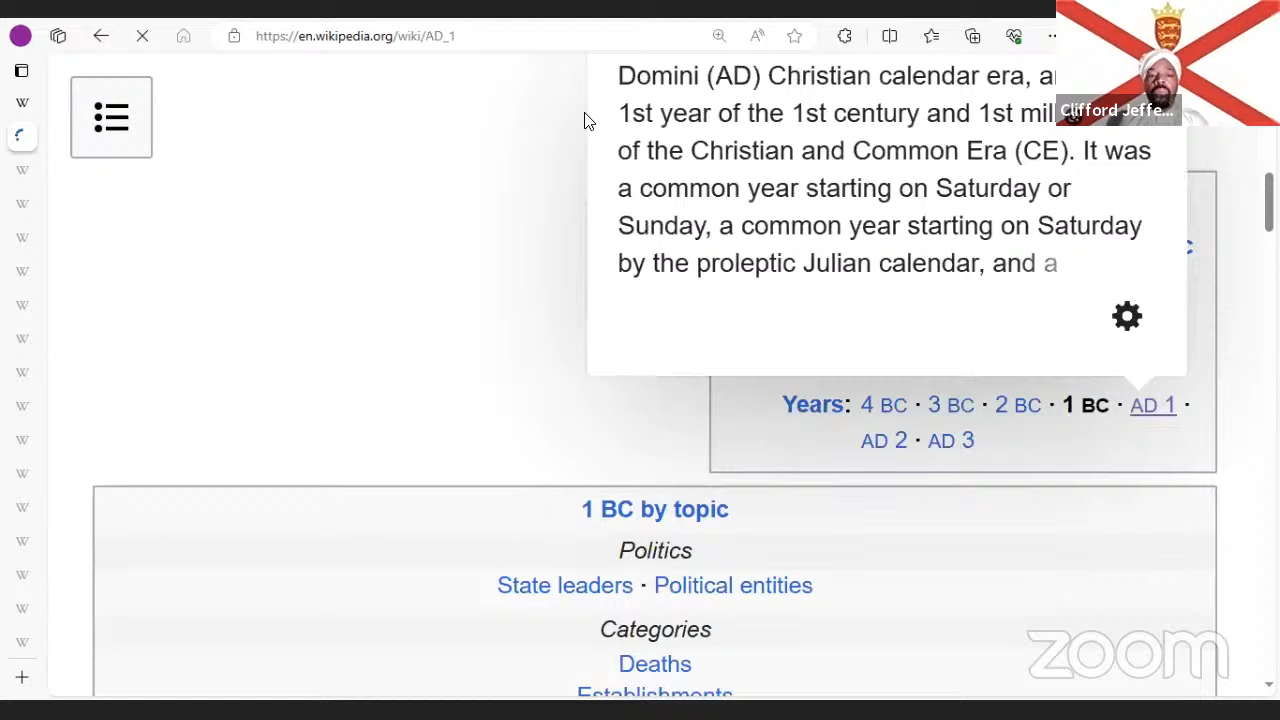 https://en.wikipedia.org/wiki/AD_1
Clifford Jeffe...
Domini (AD) Christian calendar era,
1st year of the 1st century and 1st
of the Christian and Common Era (CE). It was
a common year starting on Saturday or
Sunday, a common year starting on Saturday
by the proleptic Julian calendar, and a
Years: 4 BC · 3 BC · 2 BC · 1 BC · AD 1 ·
AD 2 · AD 3
1 BC by topic
Politics
State leaders · Political entities
Categories
Deaths
Establishments
zoom